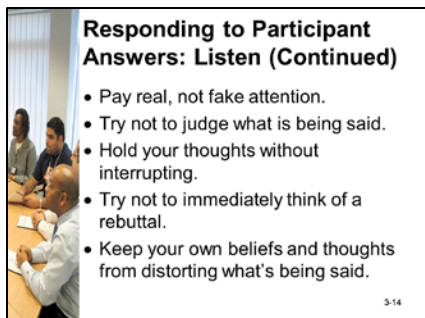 Responding to Participant
Answers: Listen (Continued)
• Pay real, not fake attention.
• Try not to judge what is being said.
• Hold your thoughts without
interrupting.
• Try not to immediately think of a
rebuttal.
• Keep your own beliefs and thoughts
from distorting what's being said.
3-14